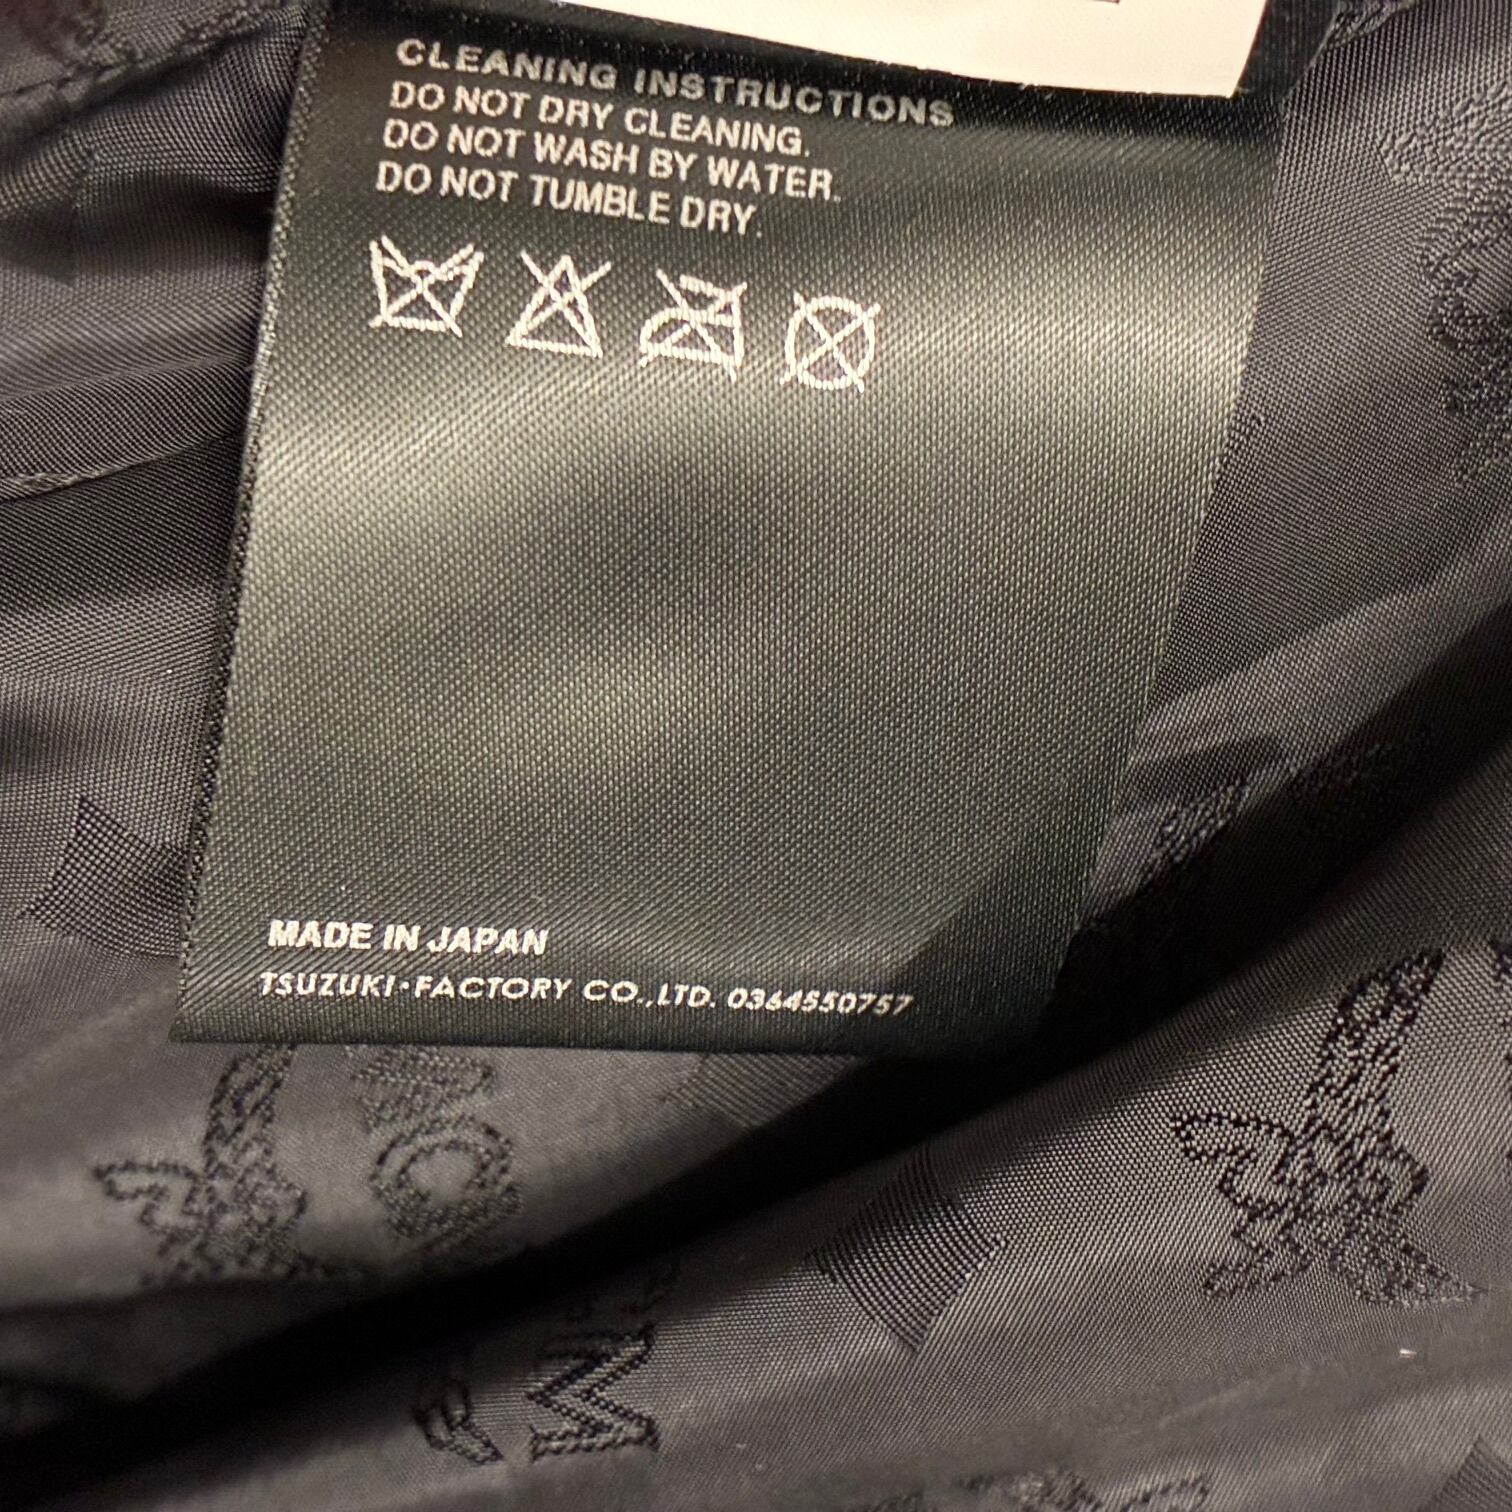 CLEANING INSTRUCTIONS
DO NOT DRY CLEANING.
DO NOT WASH BY WATER.
DO NOT TUMBLE DRY.
MADE IN JAPAN
TSUZUKI·FACTORY CO.,LTD. 0364550757